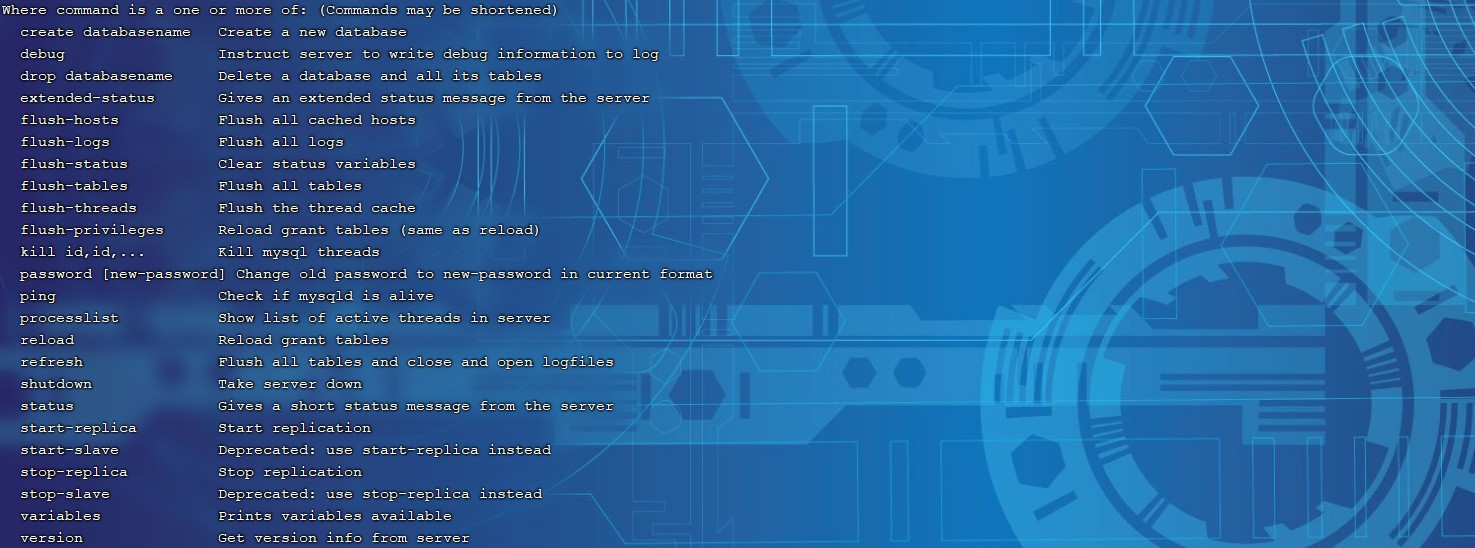 Where command is a one or more of: (Commands may be shortened)
create databasename Create a new database
debug Instruct server to write debug information to log
drop databasename Delete a database and all its tables
extended-status Gives an extended status message from the server
flush-hosts Flush all cached hosts
flush-logs Flush all logs
flush-status Clear status variables
flush-tables Flush all tables
flush-threads Flush the thread cache
flush-privileges Reload grant tables (same as reload)
kill id,id,... Kill mysql threads
password [new-password] Change old password to new-password in current format
ping Check if mysqld is alive
processlist Show list of active threads in server
reload Reload grant tables
refresh Flush all tables and close and open logfiles
shutdown Take server down
status Gives a short status message from the server
start-replica Start replication
start-slave Deprecated: use start-replica instead
stop-replica Stop replication
stop-slave Deprecated: use stop-replica instead
variables Prints variables available
version Get version info from server